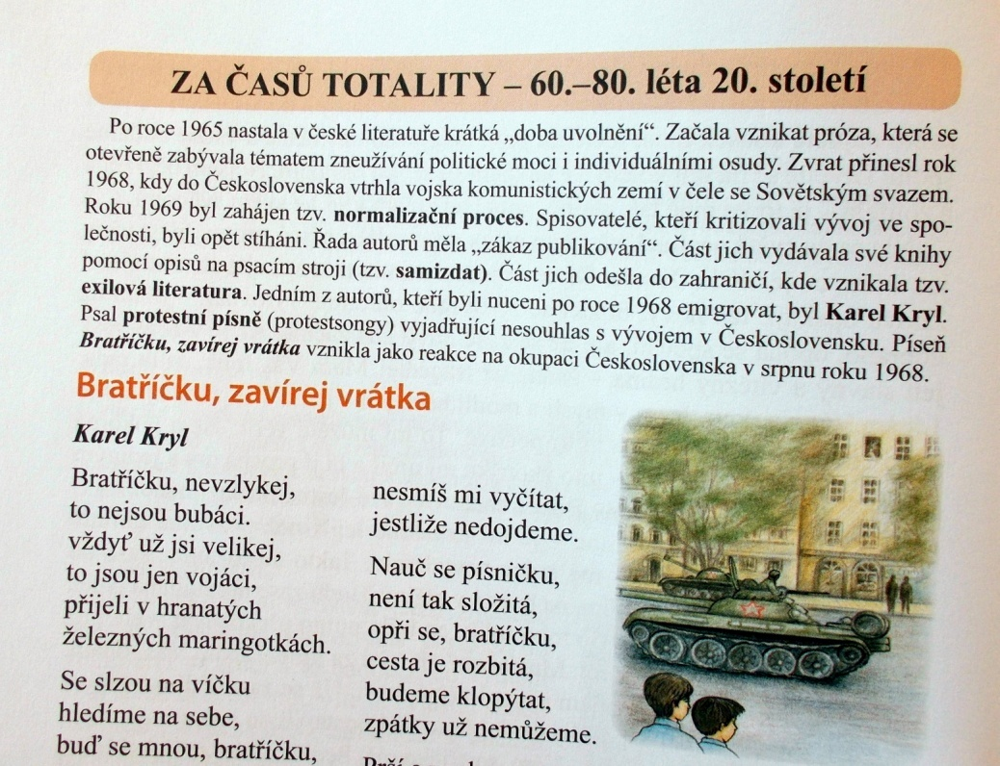 ZA ČASŮ TOTALITY – 60.–80. léta 20. století
Po roce 1965 nastala v české literatuře krátká „doba uvolnění“. Začala vznikat próza, která se
otevřeně zabývala tématem zneužívání politické moci i individuálními osudy. Zvrat přinesl rok
1968, kdy do Československa vtrhla vojska komunistických zemí v čele se Sovětským svazem.
Roku 1969 byl zahájen tzv. normalizační proces. Spisovatelé, kteří kritizovali vývoj ve spo-
lečnosti, byli opět stíháni. Řada autorů měla „zákaz publikování“. Část jich vydávala své knihy
pomocí opisů na psacím stroji (tzv. samizdat). Část jich odešla do zahraničí, kde vznikala tzv.
exilová literatura. Jedním z autorů, kteří byli nuceni po roce 1968 emigrovat, byl Karel Kryl.
Psal protestní písně (protestsongy) vyjadřující nesouhlas s vývojem v Československu. Píseň
Bratříčku, zavírej vrátka vznikla jako reakce na okupaci Československa v srpnu roku 1968.
Bratříčku, zavírej vrátka
Karel Kryl
Bratříčku, nevzlykej,
to nejsou bubáci.
vždyť už jsi velikej,
to jsou jen vojáci,
přijeli v hranatých
železných maringotkách.
Se slzou na víčku
hledíme na sebe,
buď se mnou, bratříčku,
nesmíš mi vyčítat,
jestliže nedojdeme.
Nauč se písničku,
není tak složitá,
opři se, bratříčku,
cesta je rozbitá,
budeme klopýtat,
zpátky už nemůžeme.